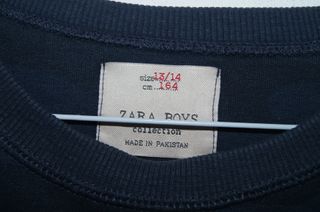 size 13/14
cm 164
ZARA BOYS
collection
MADE IN PAKISTAN